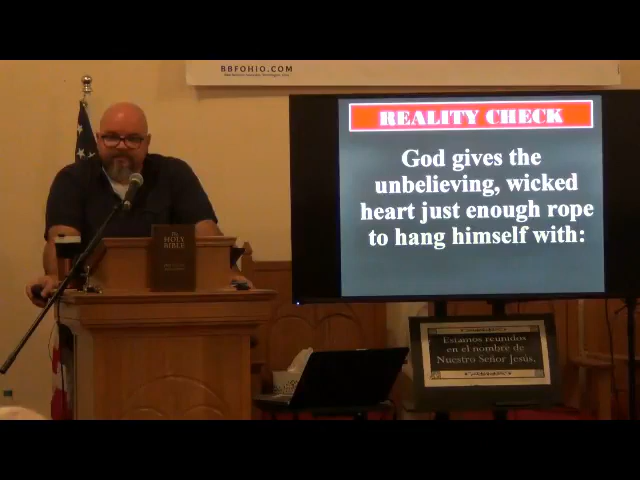 BBFOHIO.COM
REALITY CHECK
God gives the
unbelieving, wicked
heart just enough rope
to hang himself with:
The
HOLY
BIBLE
Estamos reunidos
en el nombre de
Nuestro Señor Jesús,